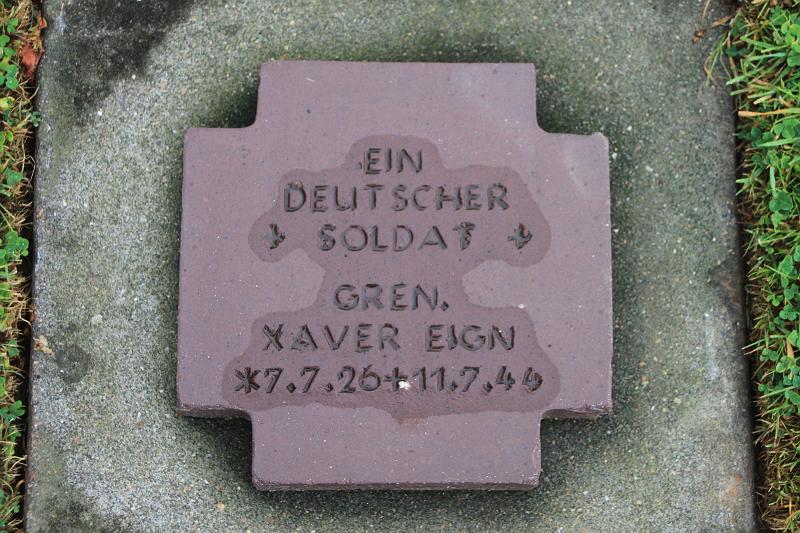 EIN
DEUTSCHER
✝ SOLDAT ✝
GREN.
XAVER EIGN
*7.7.26 ✝ 11.7.44